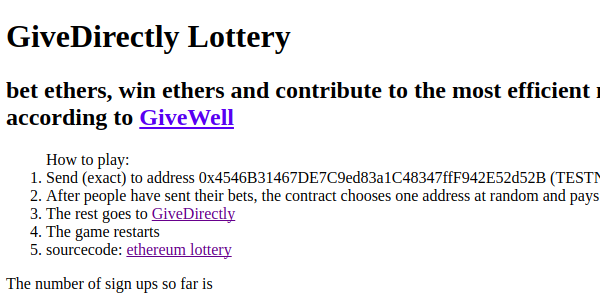 GiveDirectly Lottery
bet ethers, win ethers and contribute to the most efficient
according to GiveWell
How to play:
1. Send (exact) to address 0x4546B31467DE7C9ed83a1C48347ffF942E52d52B (TESTN
2. After people have sent their bets, the contract chooses one address at random and pays
3. The rest goes to GiveDirectly
4. The game restarts
5. sourcecode: ethereum lottery
The number of sign ups so far is